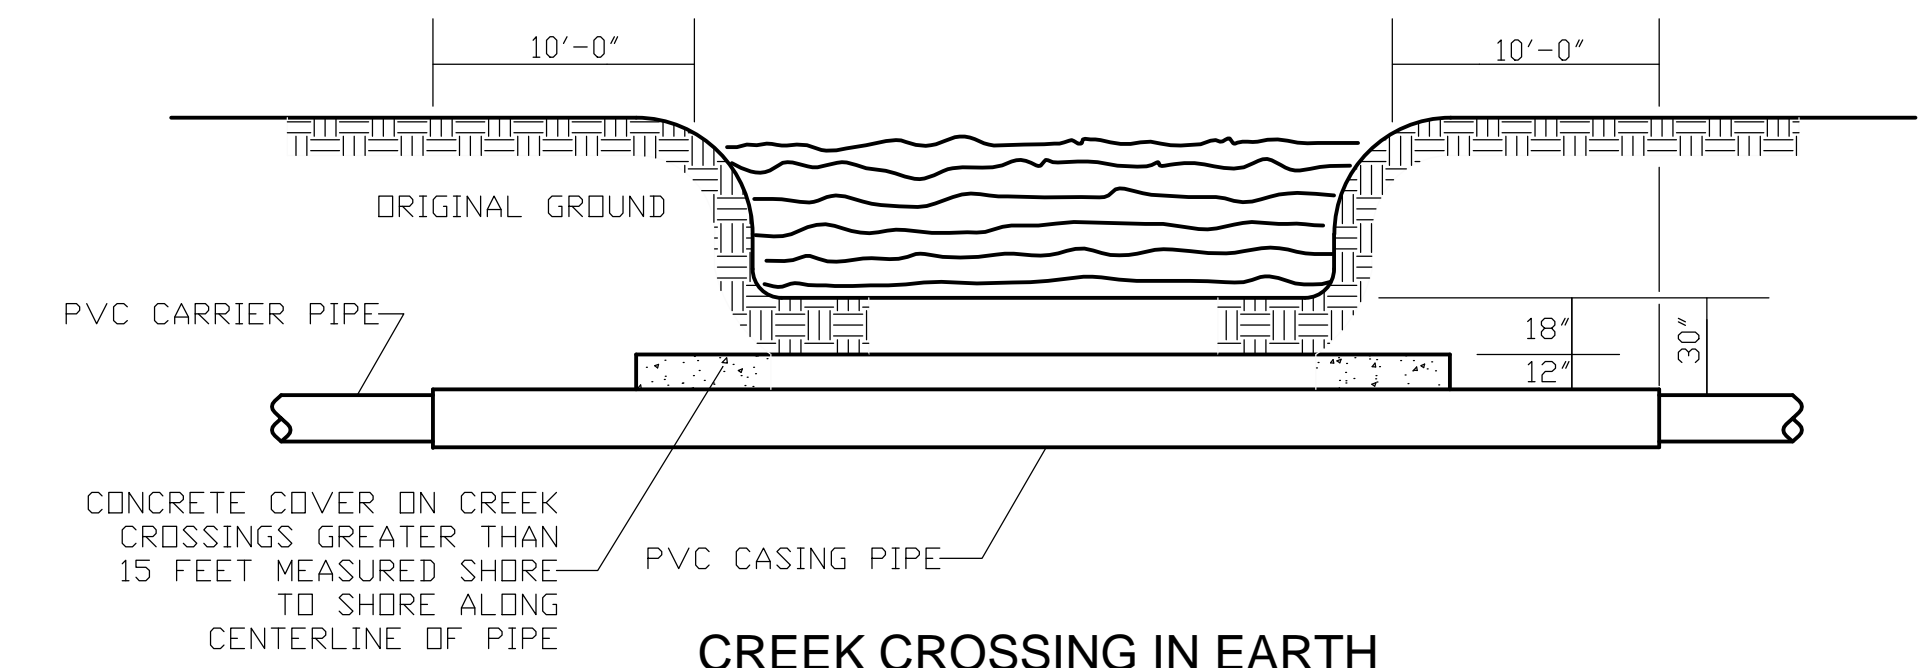 10'-0"
10'-0"
ORIGINAL GROUND
PVC CARRIER PIPE
18"
12"
30"
CONCRETE COVER ON CREEK
CROSSINGS GREATER THAN
15 FEET MEASURED SHORE
TO SHORE ALONG
CENTERLINE OF PIPE
PVC CASING PIPE
CREEK CROSSING IN EARTH